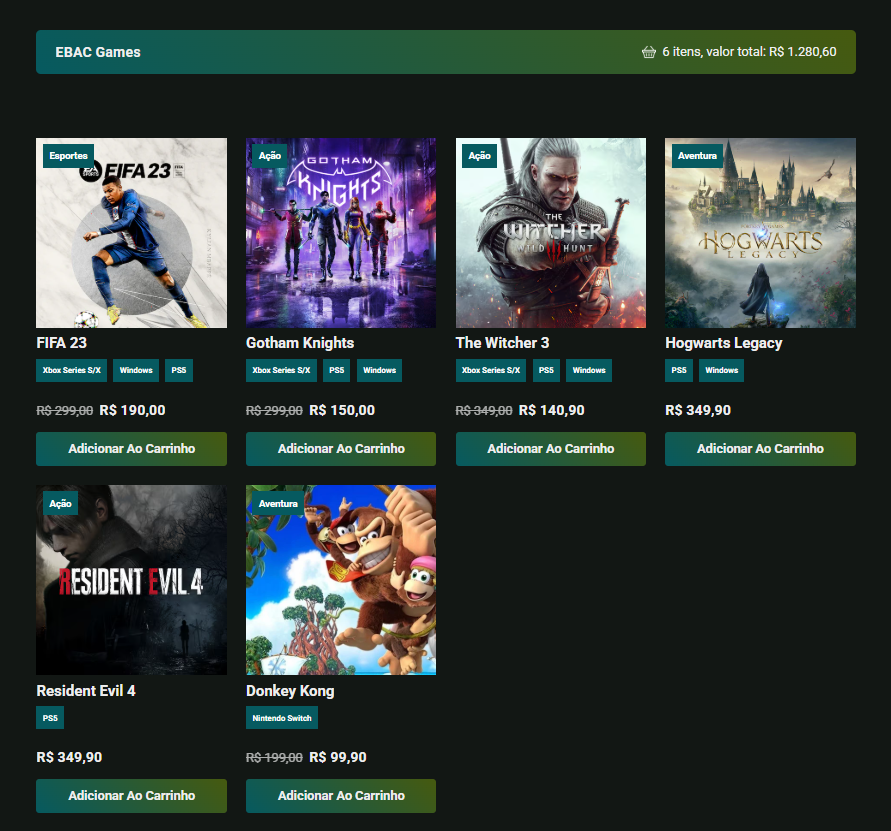 EBAC Games
6 itens, valor total: R$ 1.280,60
Esportes
EA SPORTS FIFA 23
FIFA 23
Xbox Series S/X Windows PS5
R$ 299,00 R$ 190,00
Adicionar Ao Carrinho
Ação
GOTHAM
KNIGHTS
Gotham Knights
Xbox Series S/X PS5 Windows
R$ 299,00 R$ 150,00
Adicionar Ao Carrinho
Ação
THE
WITCHER
WILD HUNT
The Witcher 3
Xbox Series S/X PS5 Windows
R$ 349,00 R$ 140,90
Adicionar Ao Carrinho
Aventura
HOGWARTS
LEGACY
Hogwarts Legacy
PS5 Windows
R$ 349,90
Adicionar Ao Carrinho
Ação
RESIDENT EVIL 4
Resident Evil 4
PS5
R$ 349,90
Adicionar Ao Carrinho
Aventura
Donkey Kong
Nintendo Switch
R$ 199,00 R$ 99,90
Adicionar Ao Carrinho